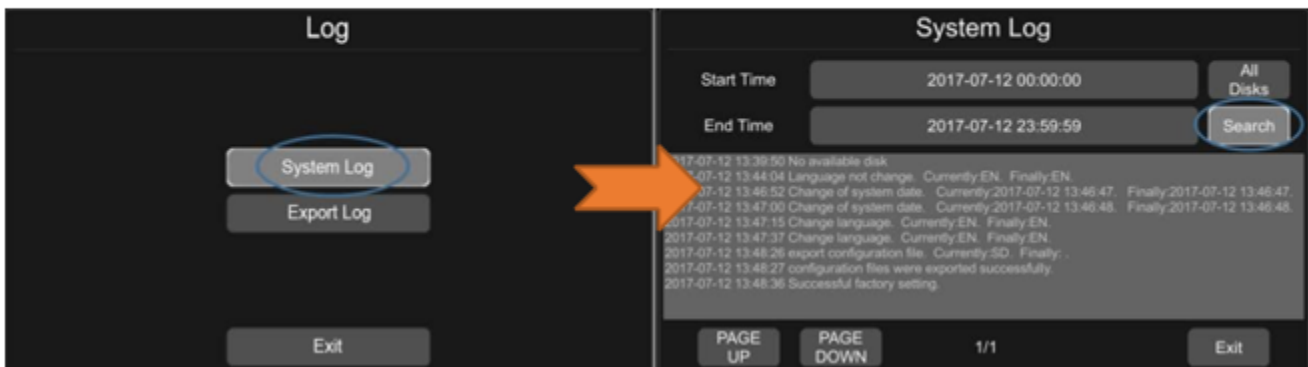 Log
System Log
Export Log
Exit
System Log
Start Time
2017-07-12 00:00:00
All
Disks
End Time
2017-07-12 23:59:59
Search
2017-07-12 13:39:50 No available disk
2017-07-12 13:44:04 Language not change. Currently:EN. Finally:EN.
2017-07-12 13:46:52 Change of system date. Currently:2017-07-12 13:46:47. Finally:2017-07-12 13:46:47.
2017-07-12 13:47:00 Change of system date. Currently:2017-07-12 13:46:48. Finally:2017-07-12 13:46:48.
2017-07-12 13:47:15 Change language. Currently:EN. Finally:EN.
2017-07-12 13:47:37 Change language. Currently:EN. Finally:EN.
2017-07-12 13:48:26 export configuration file. Currently:SD. Finally: .
2017-07-12 13:48:27 configuration files were exported successfully.
2017-07-12 13:48:36 Successful factory setting.
PAGE
UP
PAGE
DOWN
1/1
Exit